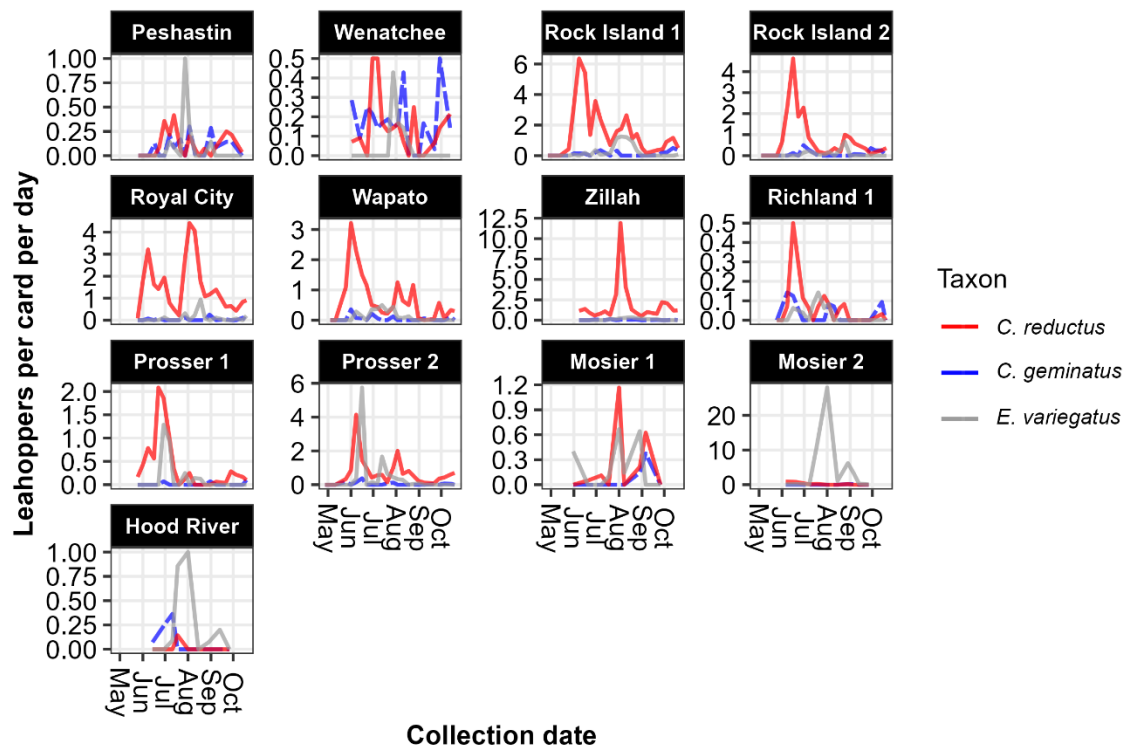 Peshastin Wenatchee Rock Island 1 Rock Island 2
1.00 0.75 0.50 0.25 0.00
0.5 0.4 0.3 0.2 0.1 0.0
6 4 2 0
4 3 2 1 0
Royal City Wapato Zillah Richland 1
4 3 2 1 0
3 2 1 0
12.5 10.0 7.5 5.0 2.5 0.0
0.5 0.4 0.3 0.2 0.1 0.0
Prosser 1 Prosser 2 Mosier 1 Mosier 2
2.0 1.5 1.0 0.5 0.0
6 4 2 0
1.2 0.9 0.6 0.3 0.0
20 10 0
May Jun Jul Aug Sep Oct
May Jun Jul Aug Sep Oct
May Jun Jul Aug Sep Oct
Hood River
1.00 0.75 0.50 0.25 0.00
May Jun Jul Aug Sep Oct
Leahoppers per card per day
Collection date
Taxon
C. reductus
C. geminatus
E. variegatus